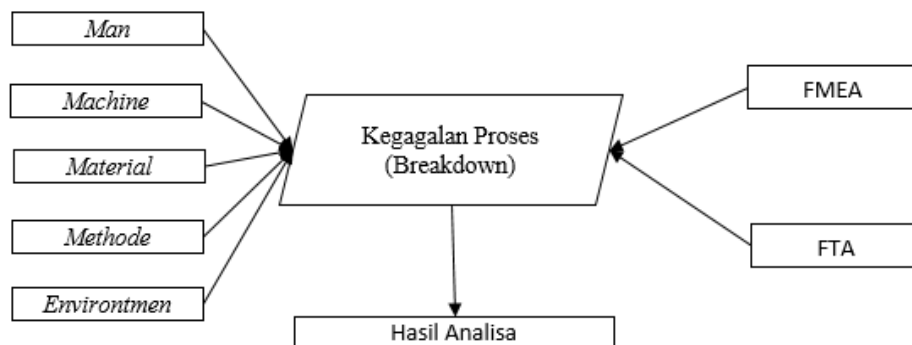 Man
Machine
Material
Methode
Environtmen
Kegagalan Proses
(Breakdown)
FMEA
FTA
Hasil Analisa